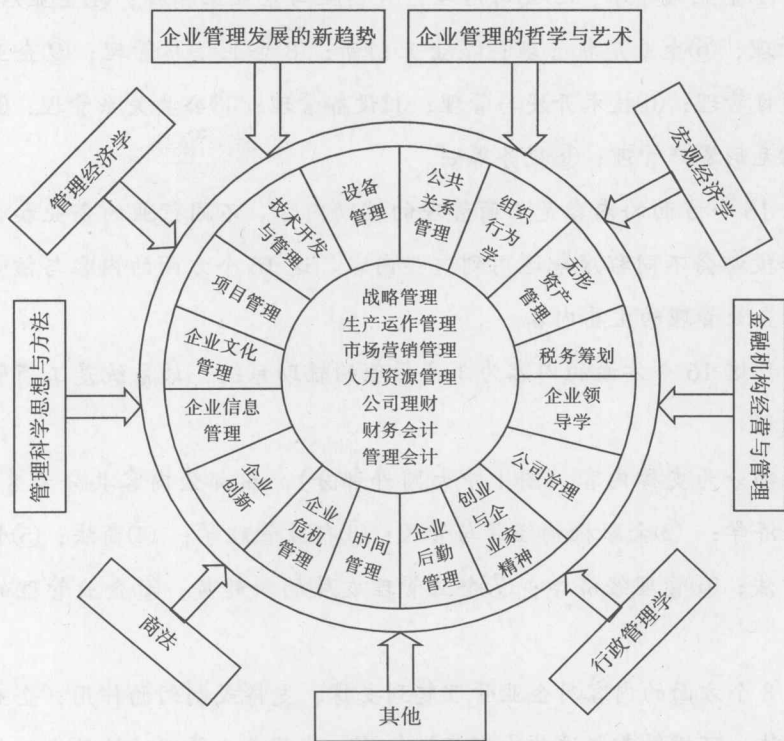 企业管理发展的新趋势
企业管理的哲学与艺术
管理经济学
宏观经济学
管理科学思想与方法
金融机构经营与管理
商法
行政管理学
其他
设备
管理
公共
关系
管理
组织
行为
学
无形
资产
管理
税务筹划
企业领
导学
公司治理
创业
与企
业家
精神
企业
后勤
管理
时间
管理
企业
危机
管理
企业
创新
企业信息
管理
企业文化
管理
项目管理
技术开发
与管理
战略管理
生产运作管理
市场营销管理
人力资源管理
公司理财
财务会计
管理会计